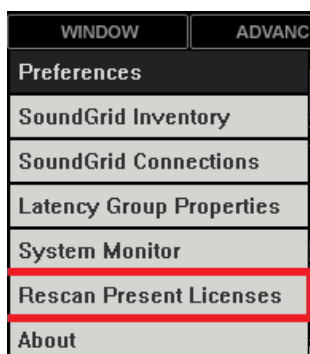 WINDOW ADVANC
Preferences
SoundGrid Inventory
SoundGrid Connections
Latency Group Properties
System Monitor
Rescan Present Licenses
About